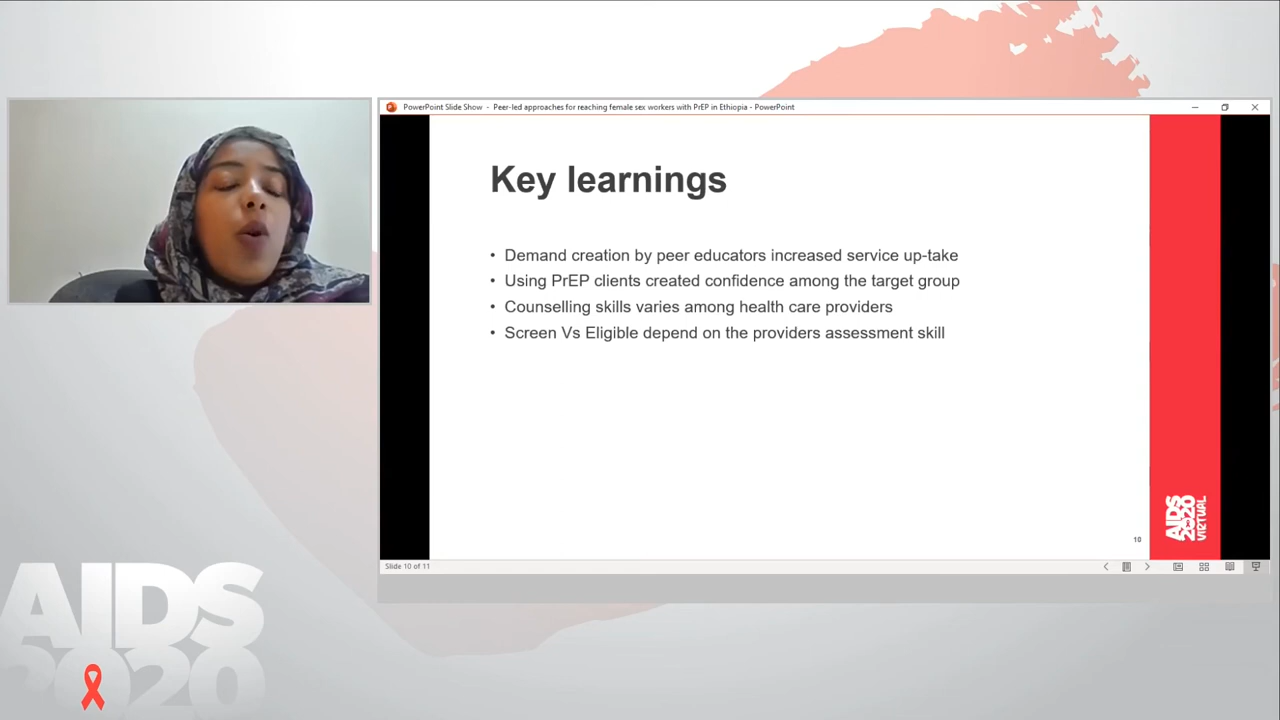 PowerPoint Slide Show - Peer-led approaches for reaching female sex workers with PrEP in Ethiopia - PowerPoint
Key learnings
• Demand creation by peer educators increased service up-take
• Using PrEP clients created confidence among the target group
• Counselling skills varies among health care providers
• Screen Vs Eligible depend on the providers assessment skill
10
AIDS
2020
VIRTUAL
Slide 10 of 11
AIDS
2020